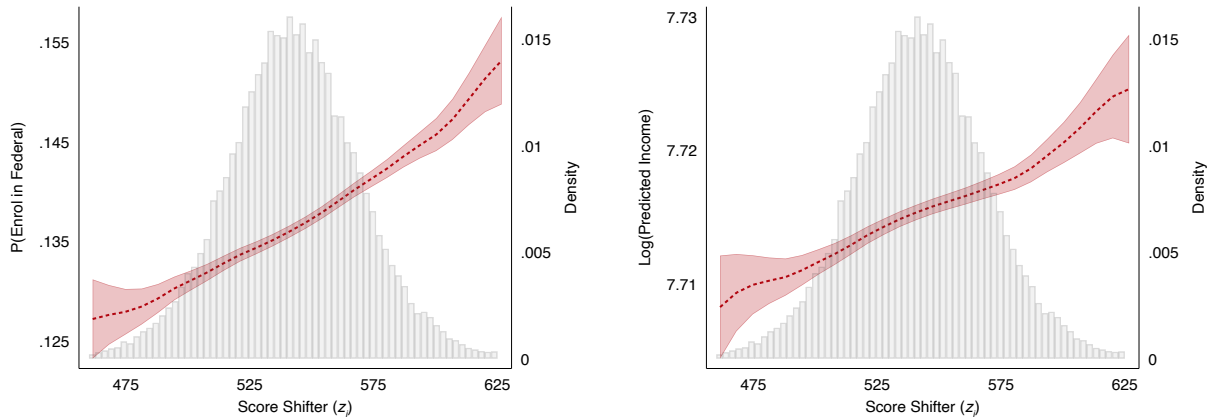 .155
.145
.135
.125
P(Enrol in Federal)
.015
.01
.005
0
Density
475 525 575 625
Score Shifter (zᵢ)
7.73
7.72
7.71
Log(Predicted Income)
.015
.01
.005
0
Density
475 525 575 625
Score Shifter (zᵢ)